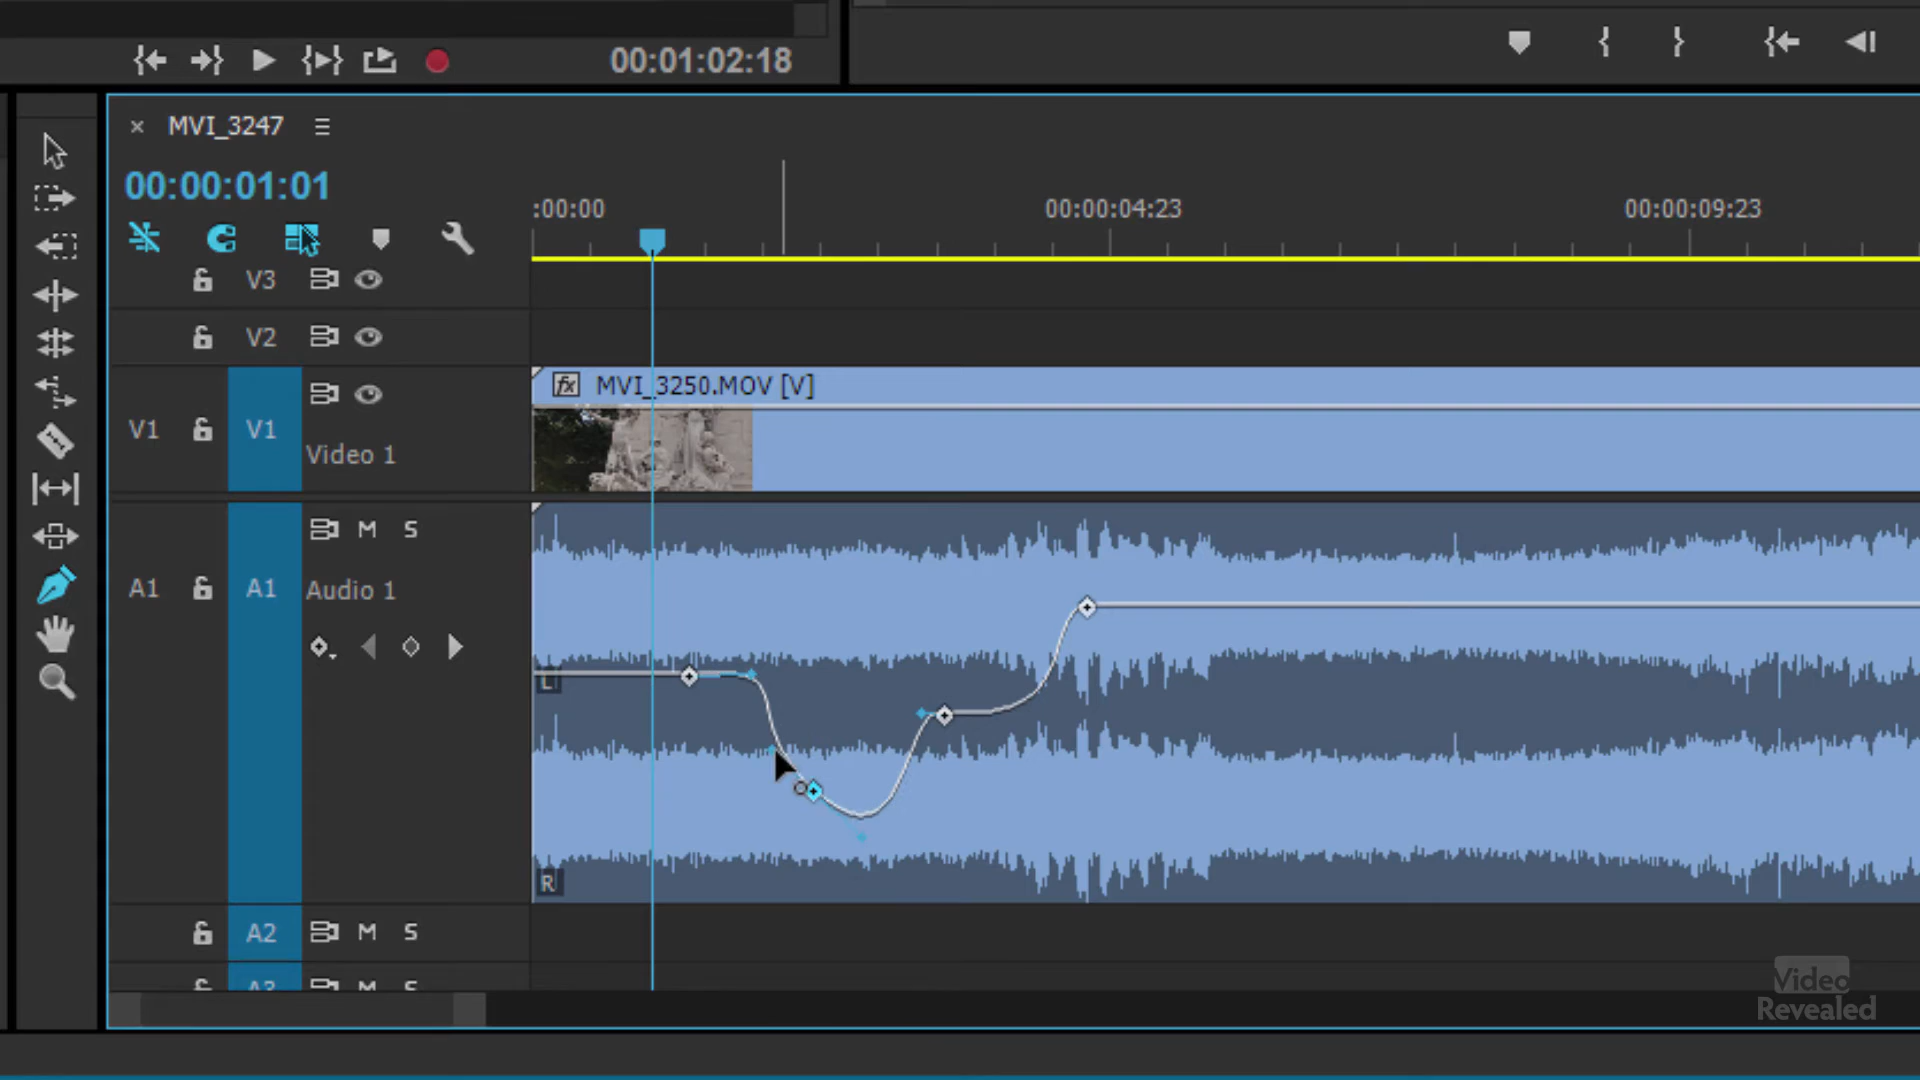 00:01:02:18
MVI_3247
00:00:01:01
:00:00
00:00:04:23
00:00:09:23
V3
V2
fx MVI_3250.MOV [V]
V1 V1
Video 1
M S
A1 A1 Audio 1
L
R
A2 M S
A3 M S
Video
Revealed